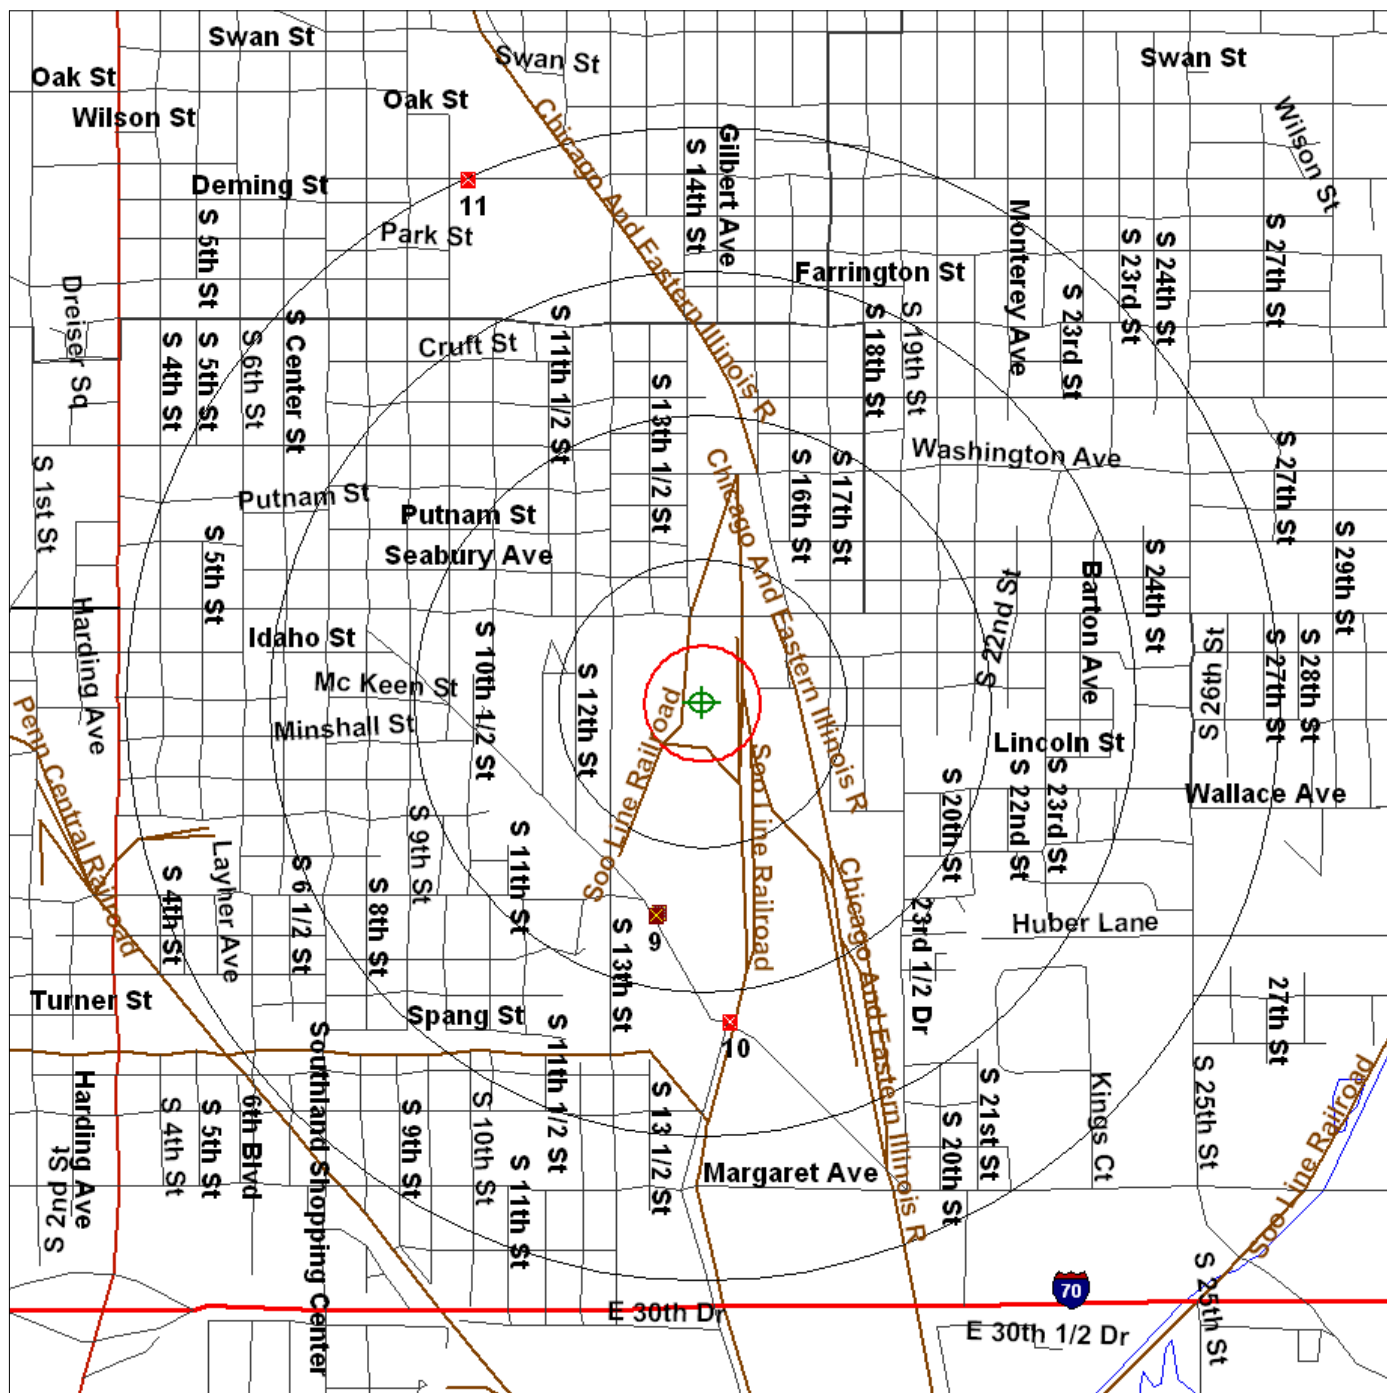 Swan St
Swan St
Swan St
Oak St
Oak St
Wilson St
Wilson St
Chicago And Eastern Illinois R
S 14th St
Gilbert Ave
Deming St
11
Park St
S 5th St
Monterey Ave
S 23rd St
S 24th St
S 27th St
Farrington St
Dreiser Sq
S 4th St
S 5th St
S 6th St
S Center St
Cruft St
S 11th 1/2 St
S 13th 1/2 St
S 18th St
S 19th St
S 23rd St
Washington Ave
S 1st St
Putnam St
Putnam St
Seabury Ave
Chicago And Eastern Illinois R
S 16th St
S 17th St
S 27th St
S 5th St
S 29th St
S 22nd St
Barton Ave
S 24th St
Harding Ave
Idaho St
Mc Keen St
Minshall St
S 10th 1/2 St
S 12th St
S 26th St
S 27th St
S 28th St
Lincoln St
Wallace Ave
Penn Central Railroad
Soo Line Railroad
Soo Line Railroad
S 20th St
S 22nd St
S 23rd St
Layher Ave
S 4th St
S 6 1/2 St
S 8th St
S 9th St
S 11th St
9
S 13th St
Chicago And Eastern Illinois R
23rd 1/2 Dr
Huber Lane
Turner St
Spang St
10
27th St
Southland Shopping Center
S 11th 1/2 St
Harding Ave
S 2nd St
S 4th St
S 5th St
6th Blvd
S 9th St
S 10th St
S 11th St
S 13 1/2 St
Margaret Ave
S 20th St
S 21st St
Kings Ct
S 25th St
Soo Line Railroad
S 25th St
70
E 30th Dr
E 30th 1/2 Dr